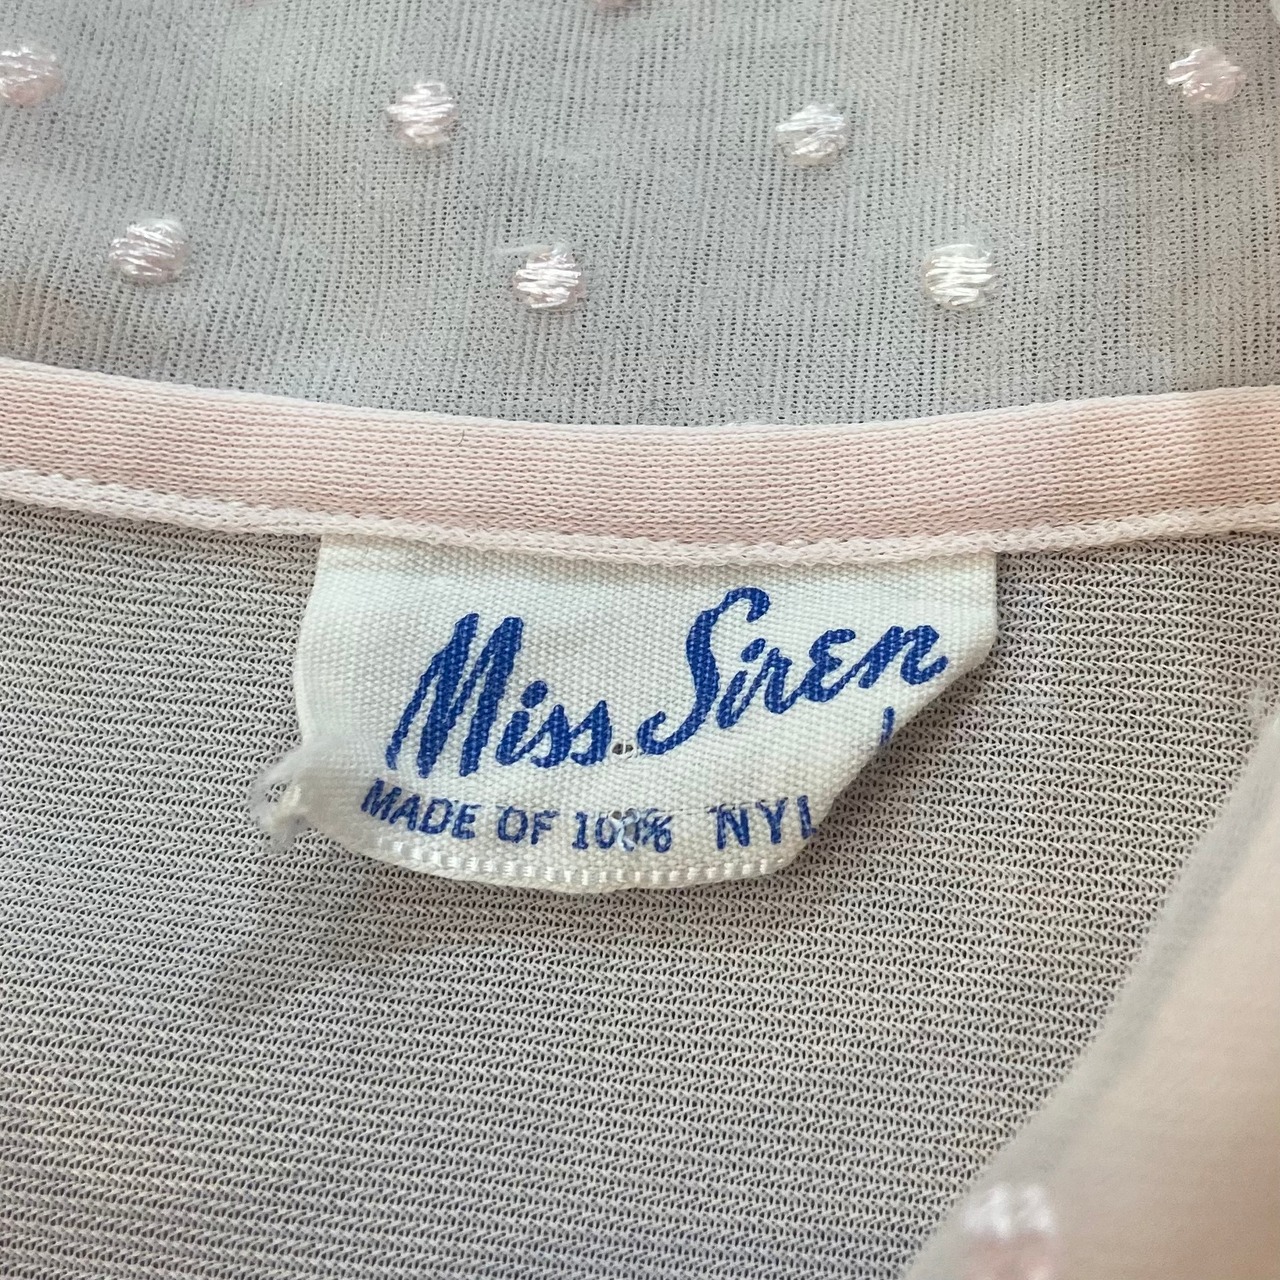 Miss Siren
MADE OF 100% NYL